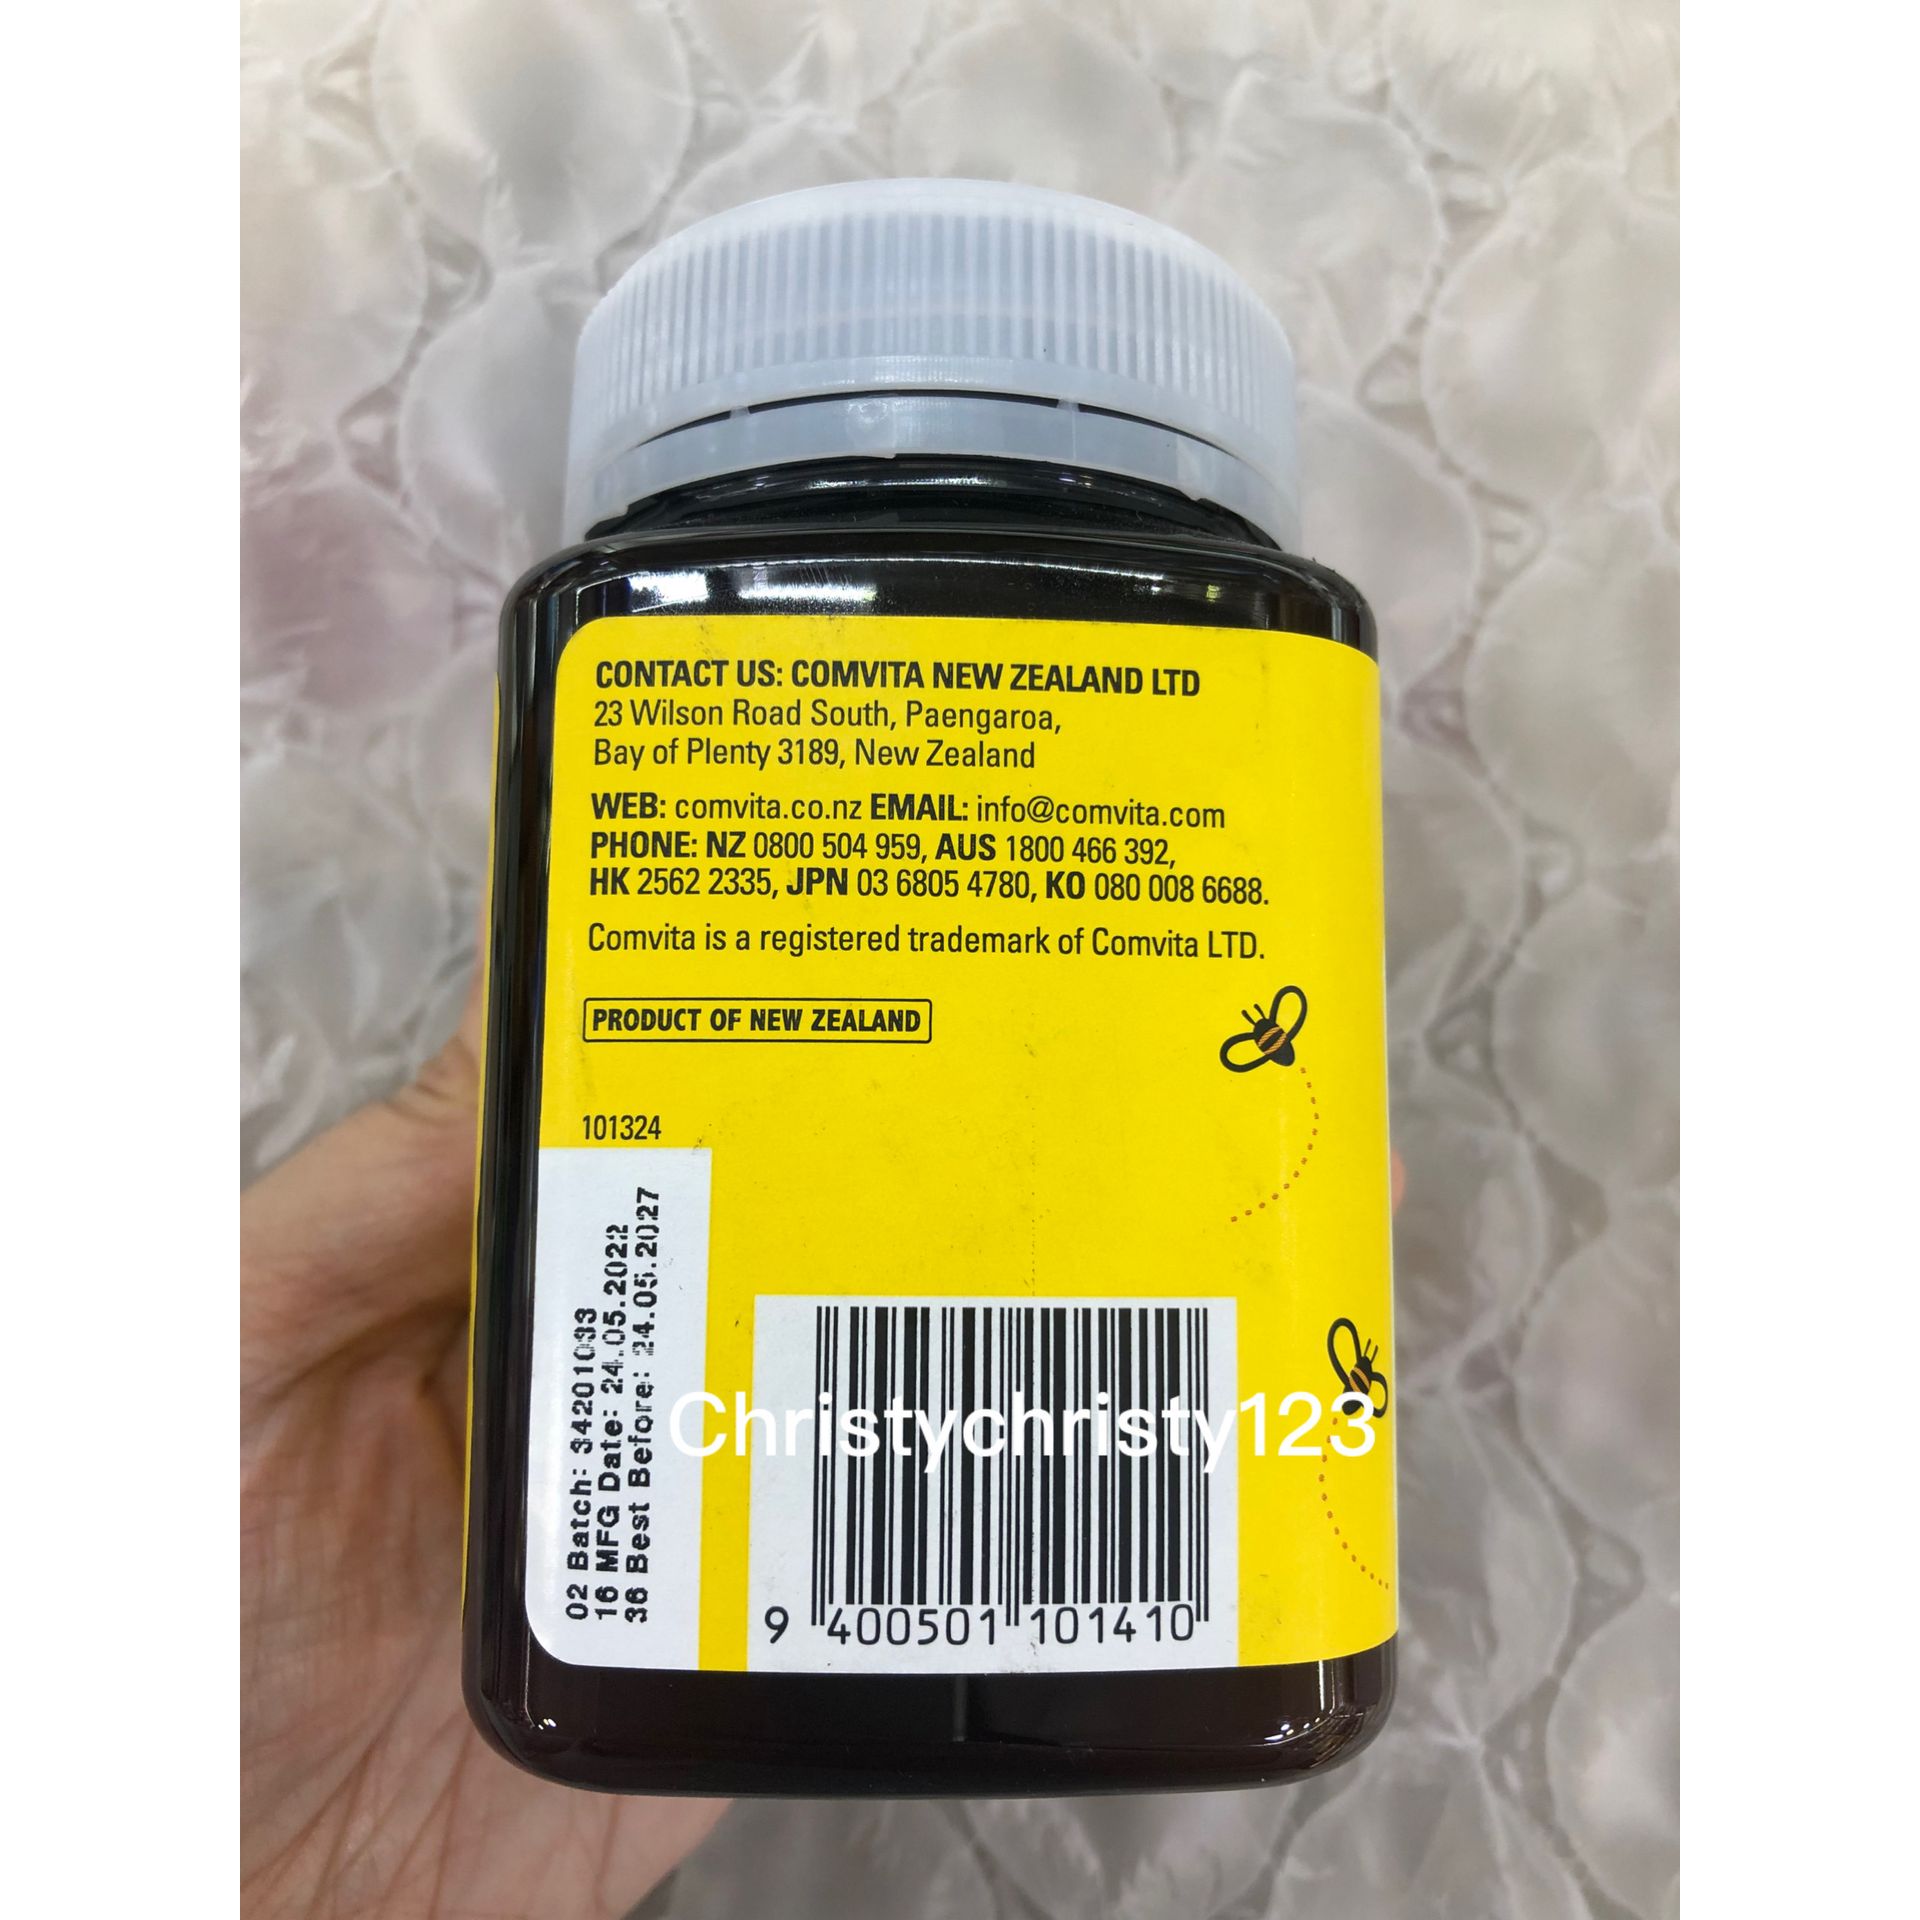 CONTACT US: COMVITA NEW ZEALAND LTD
23 Wilson Road South, Paengaroa,
Bay of Plenty 3189, New Zealand
WEB: comvita.co.nz EMAIL: info@comvita.com
PHONE: NZ 0800 504 959, AUS 1800 466 392,
HK 2562 2335, JPN 03 6805 4780, KO 080 008 6688.
Comvita is a registered trademark of Comvita LTD.
PRODUCT OF NEW ZEALAND
101324
02 Batch: 34201033
16 MFG Date: 24.05.2022
36 Best Before: 24.05.2027
Christychristy123
9 400501 101410